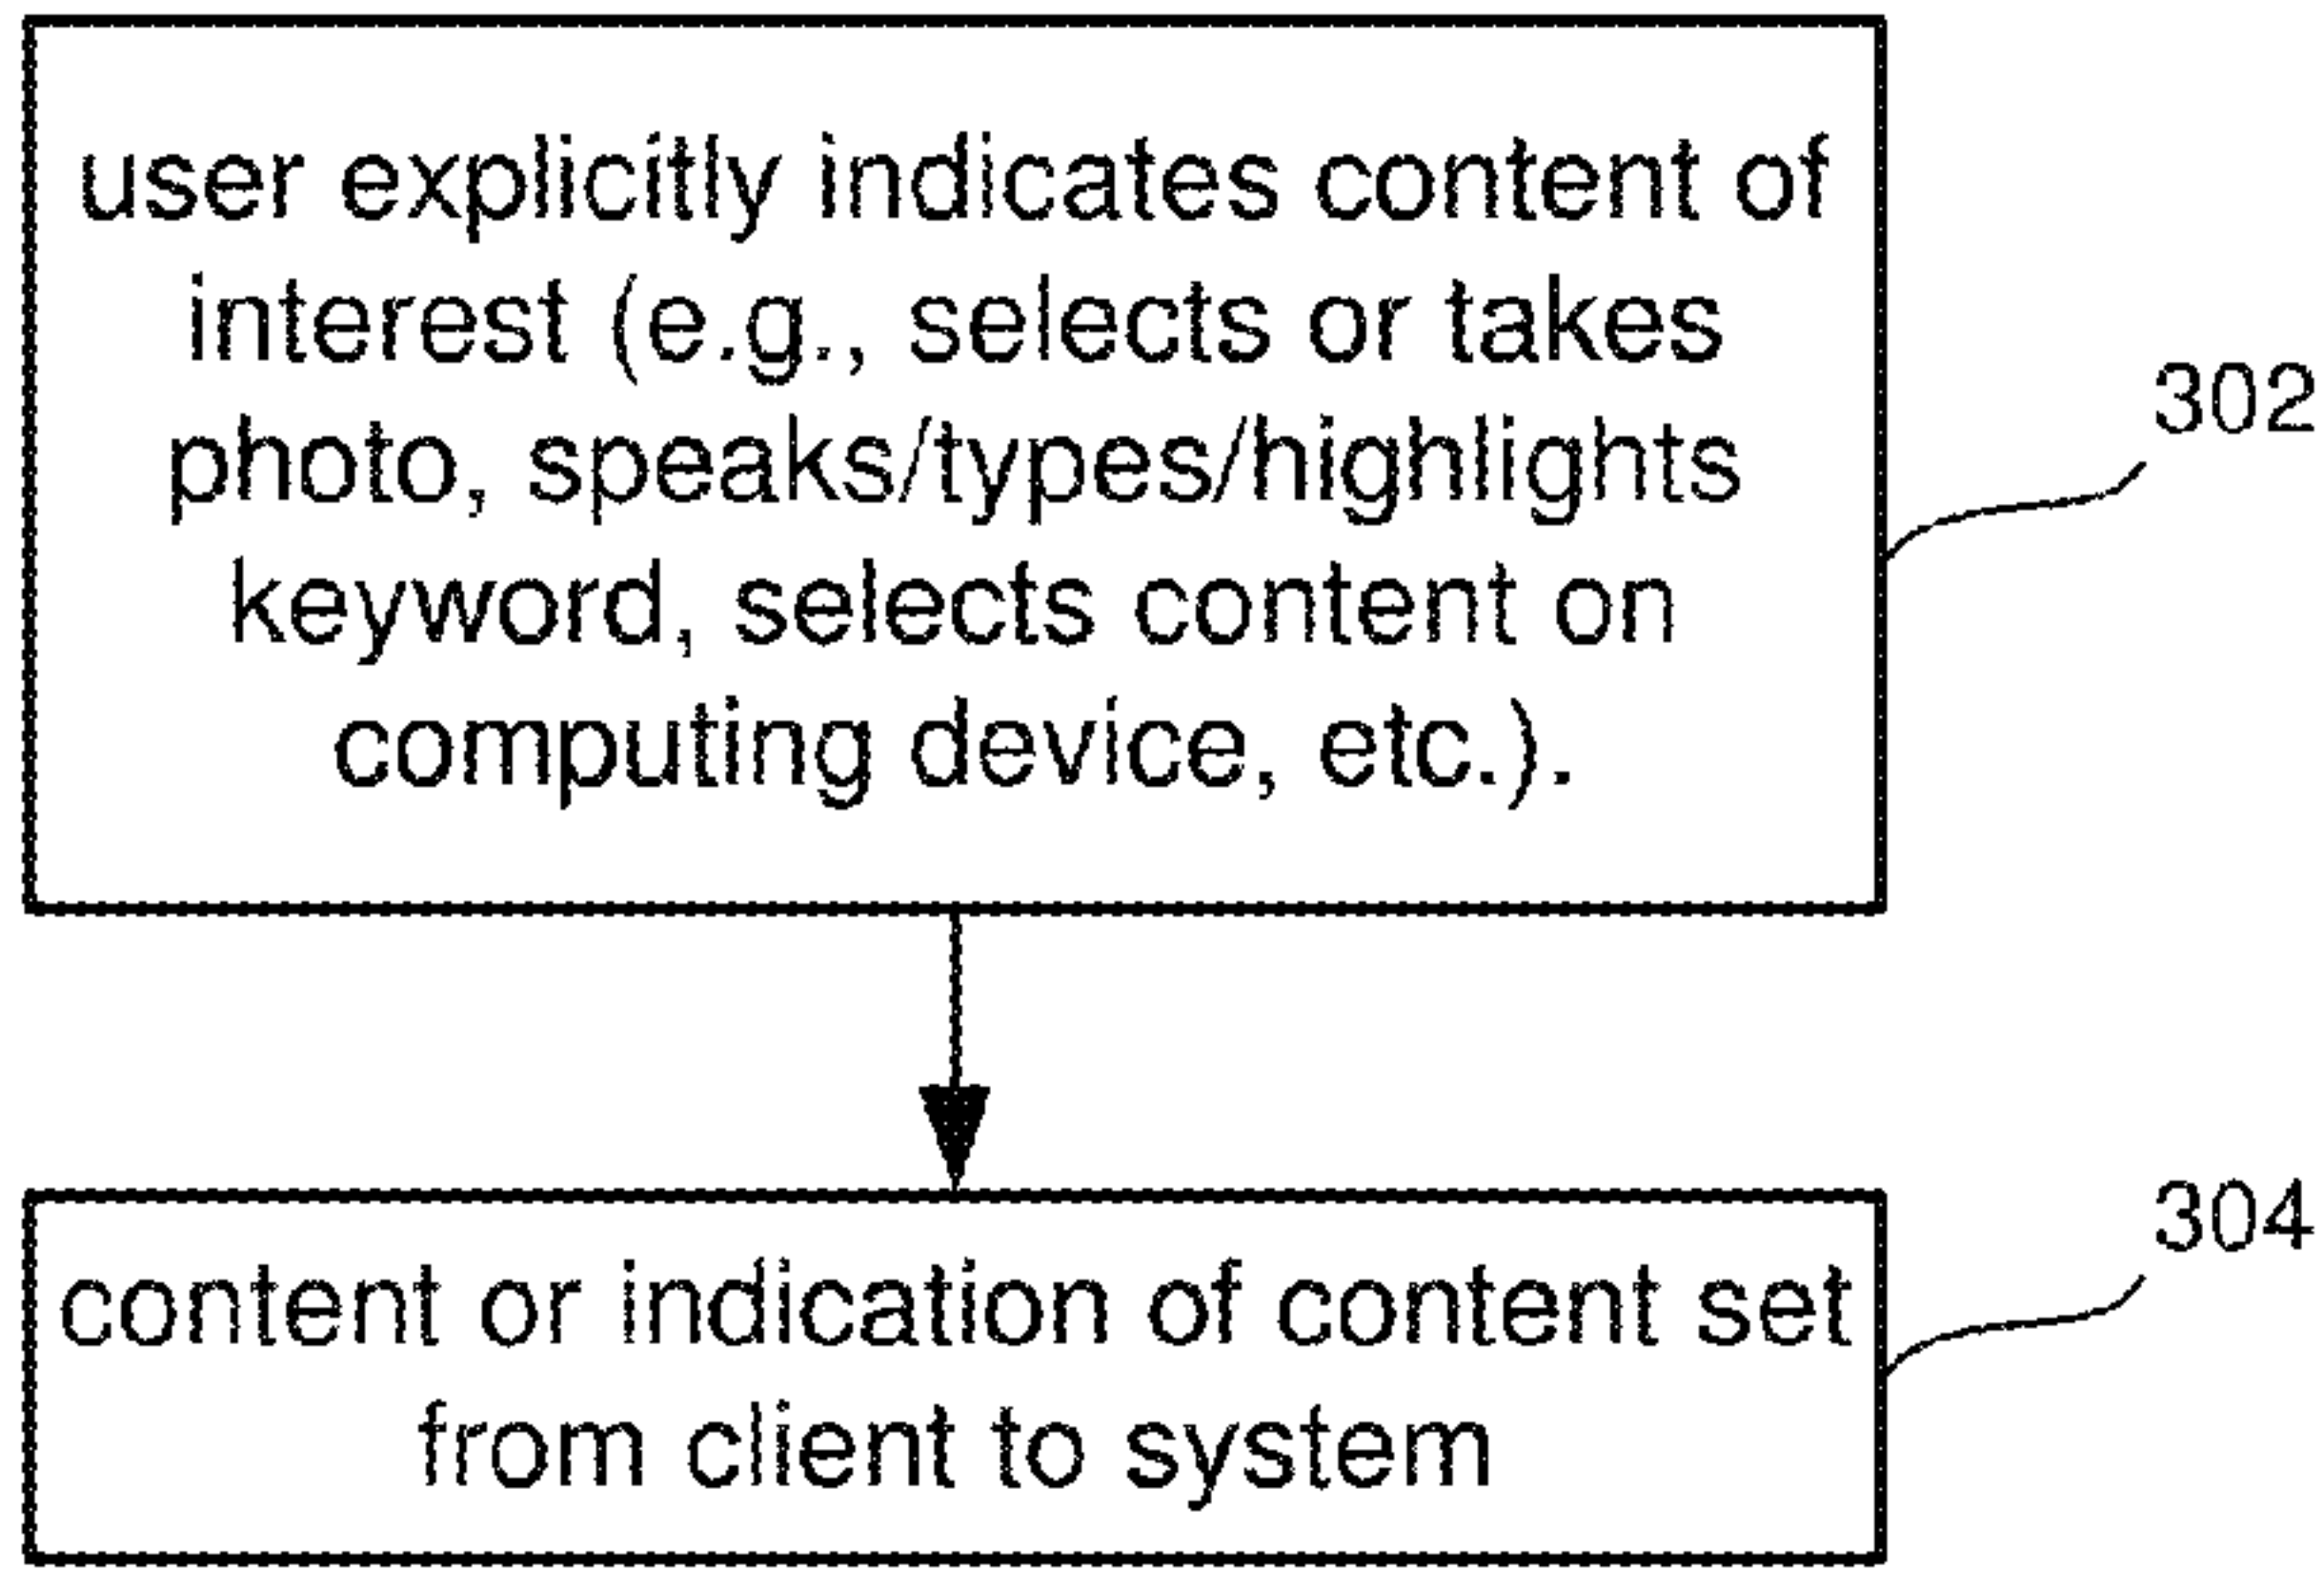 user explicitly indicates content of
interest (e.g., selects or takes
photo, speaks/types/highlights
keyword, selects content on
computing device, etc.).
302
content or indication of content set
from client to system
304